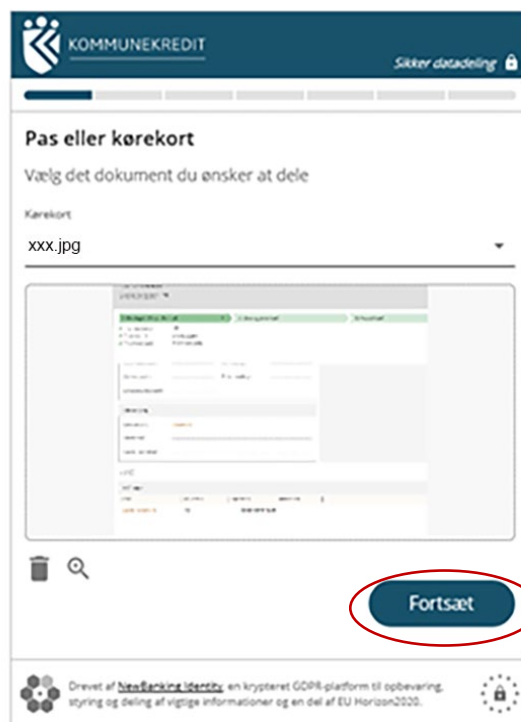 KOMMUNEKREDIT
Sikker datadeling
Pas eller kørekort
Vælg det dokument du ønsker at dele
Kørekort
xxx.jpg
Fortsæt
Drevet af NewBanking Identity, en krypteret GDPR-platform til opbevaring,
styring og deling af vigtige informationer og en del af EU Horizon2020.